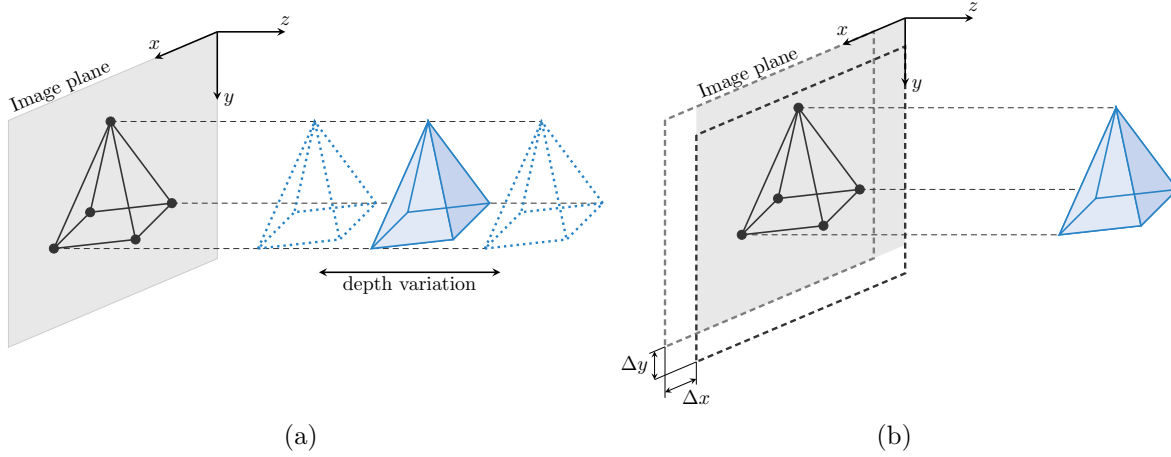 z
x
y
Image plane
depth variation
(a)
z
x
y
Image plane
Δy
Δx
(b)